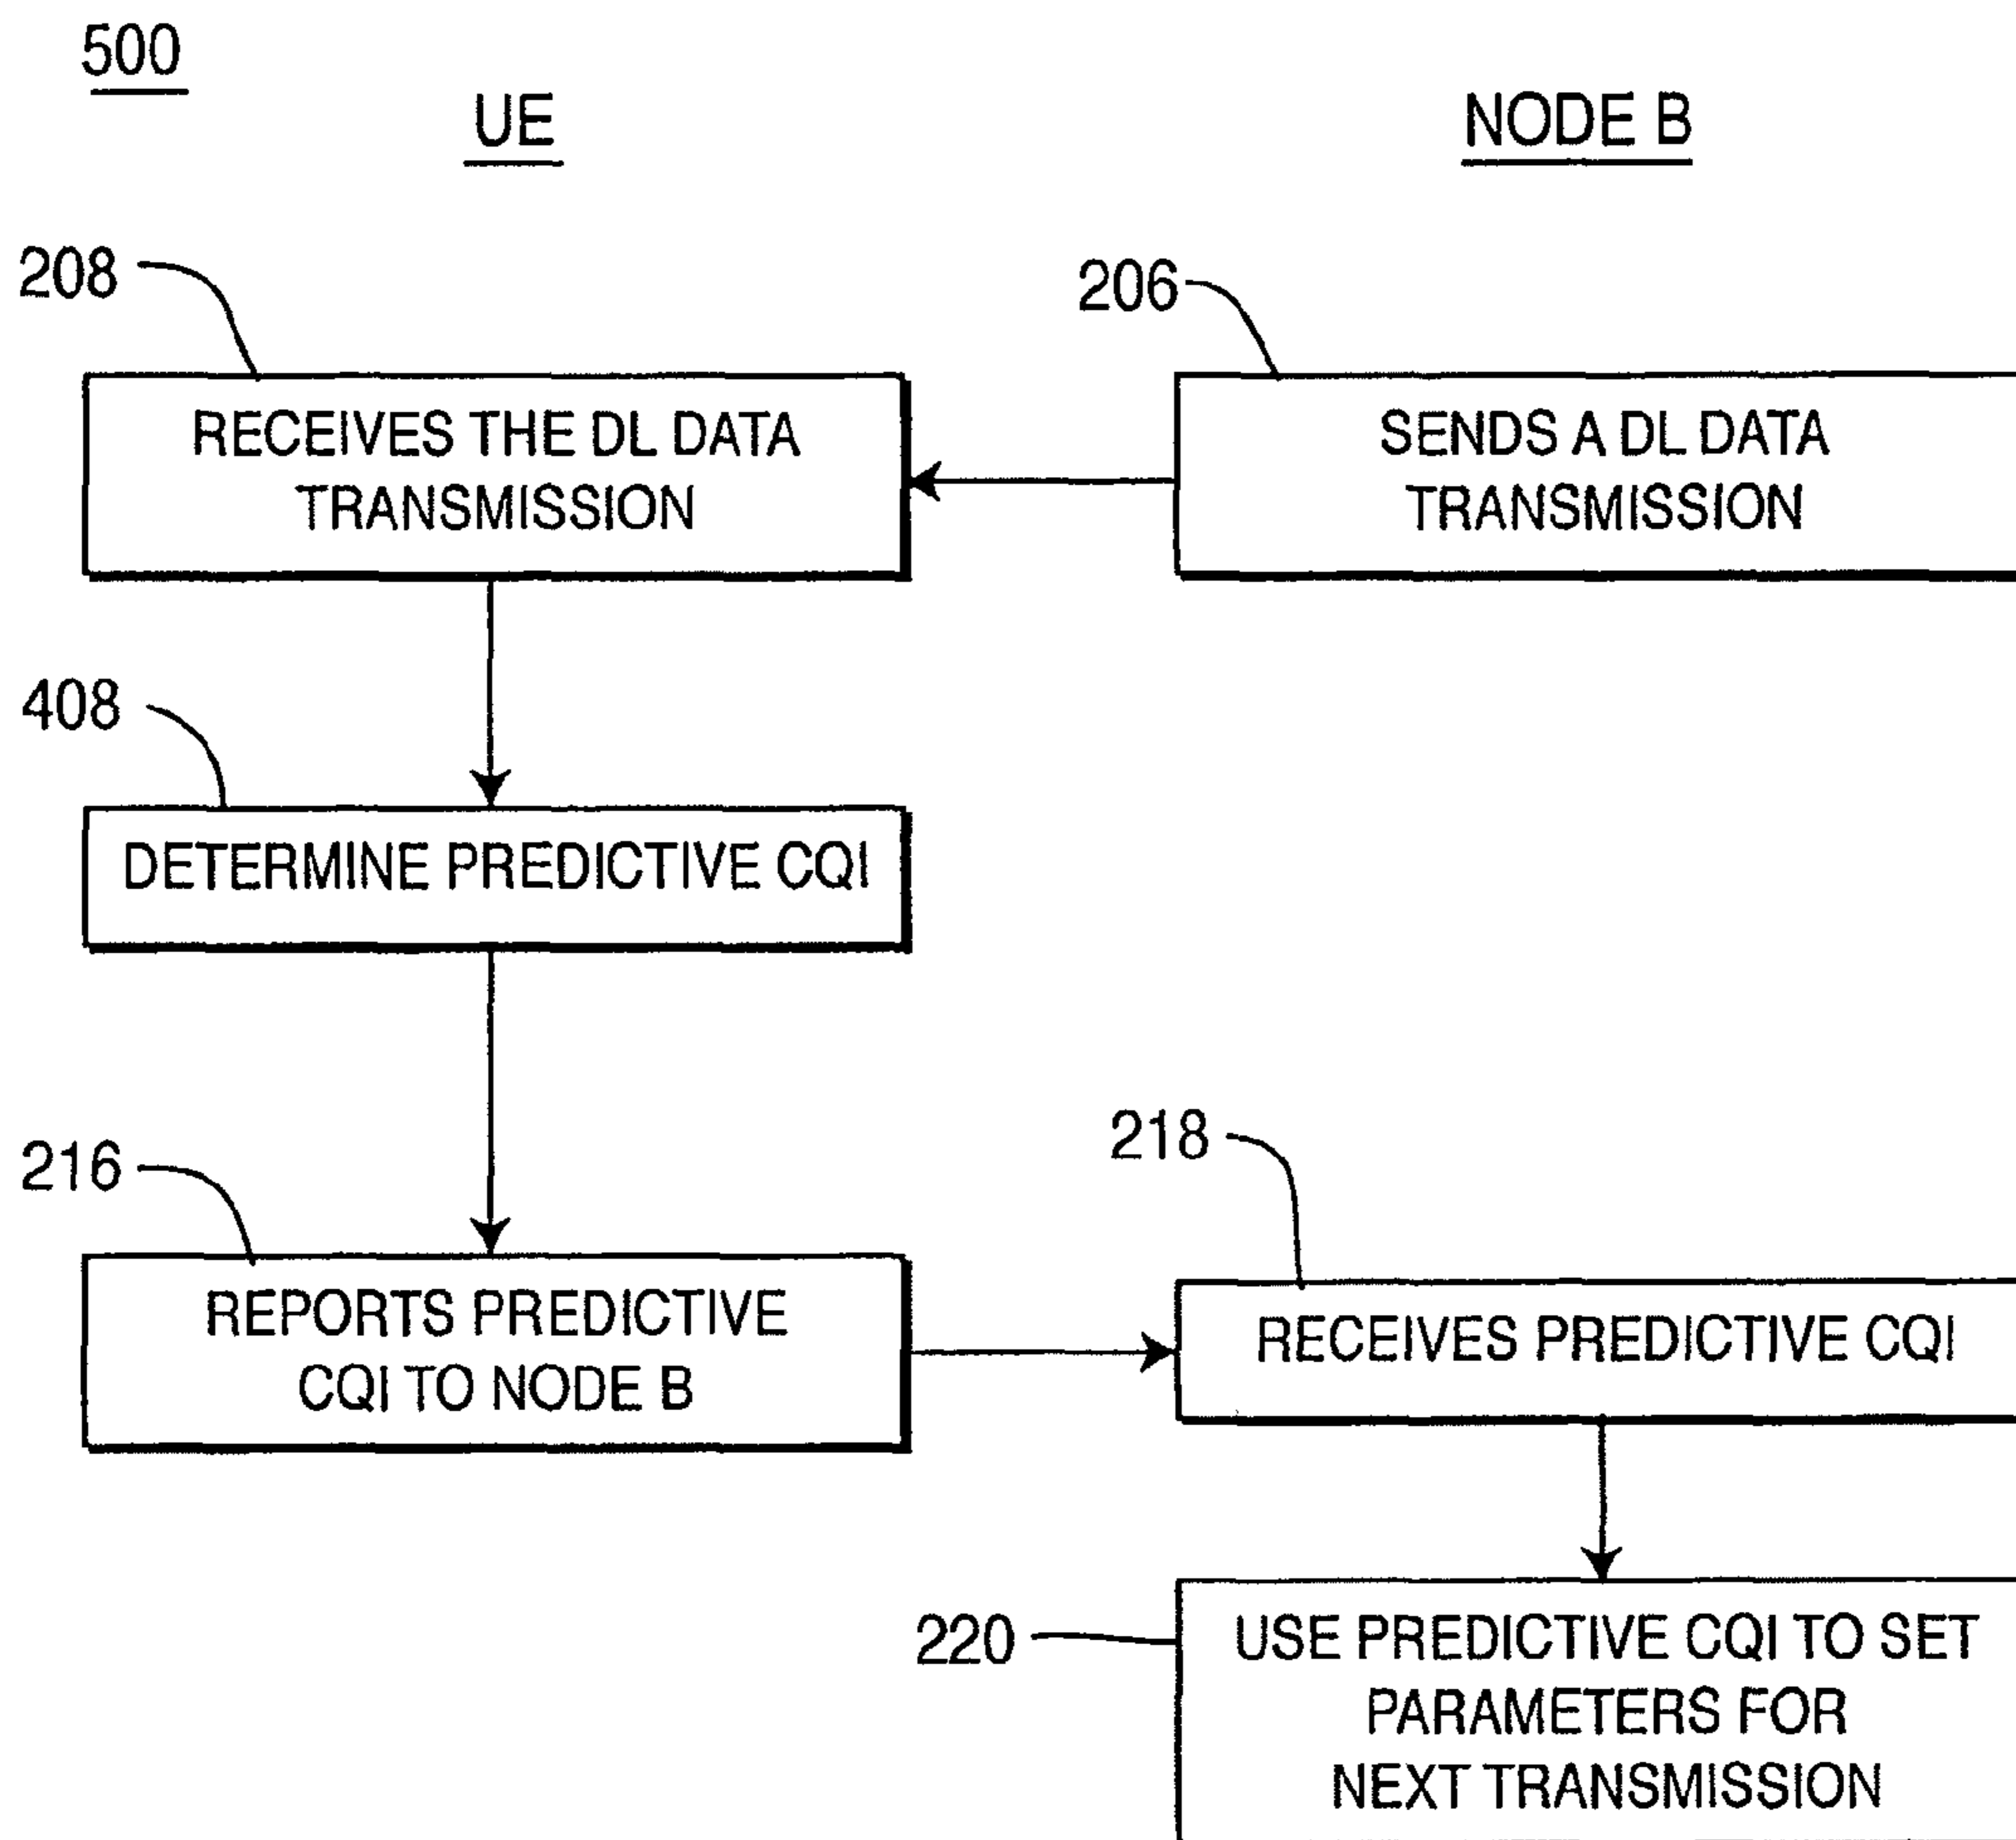 500
UE
NODE B
208
206
RECEIVES THE DL DATA
TRANSMISSION
SENDS A DL DATA
TRANSMISSION
408
DETERMINE PREDICTIVE CQI
216
218
REPORTS PREDICTIVE
CQI TO NODE B
RECEIVES PREDICTIVE CQI
220
USE PREDICTIVE CQI TO SET
PARAMETERS FOR
NEXT TRANSMISSION